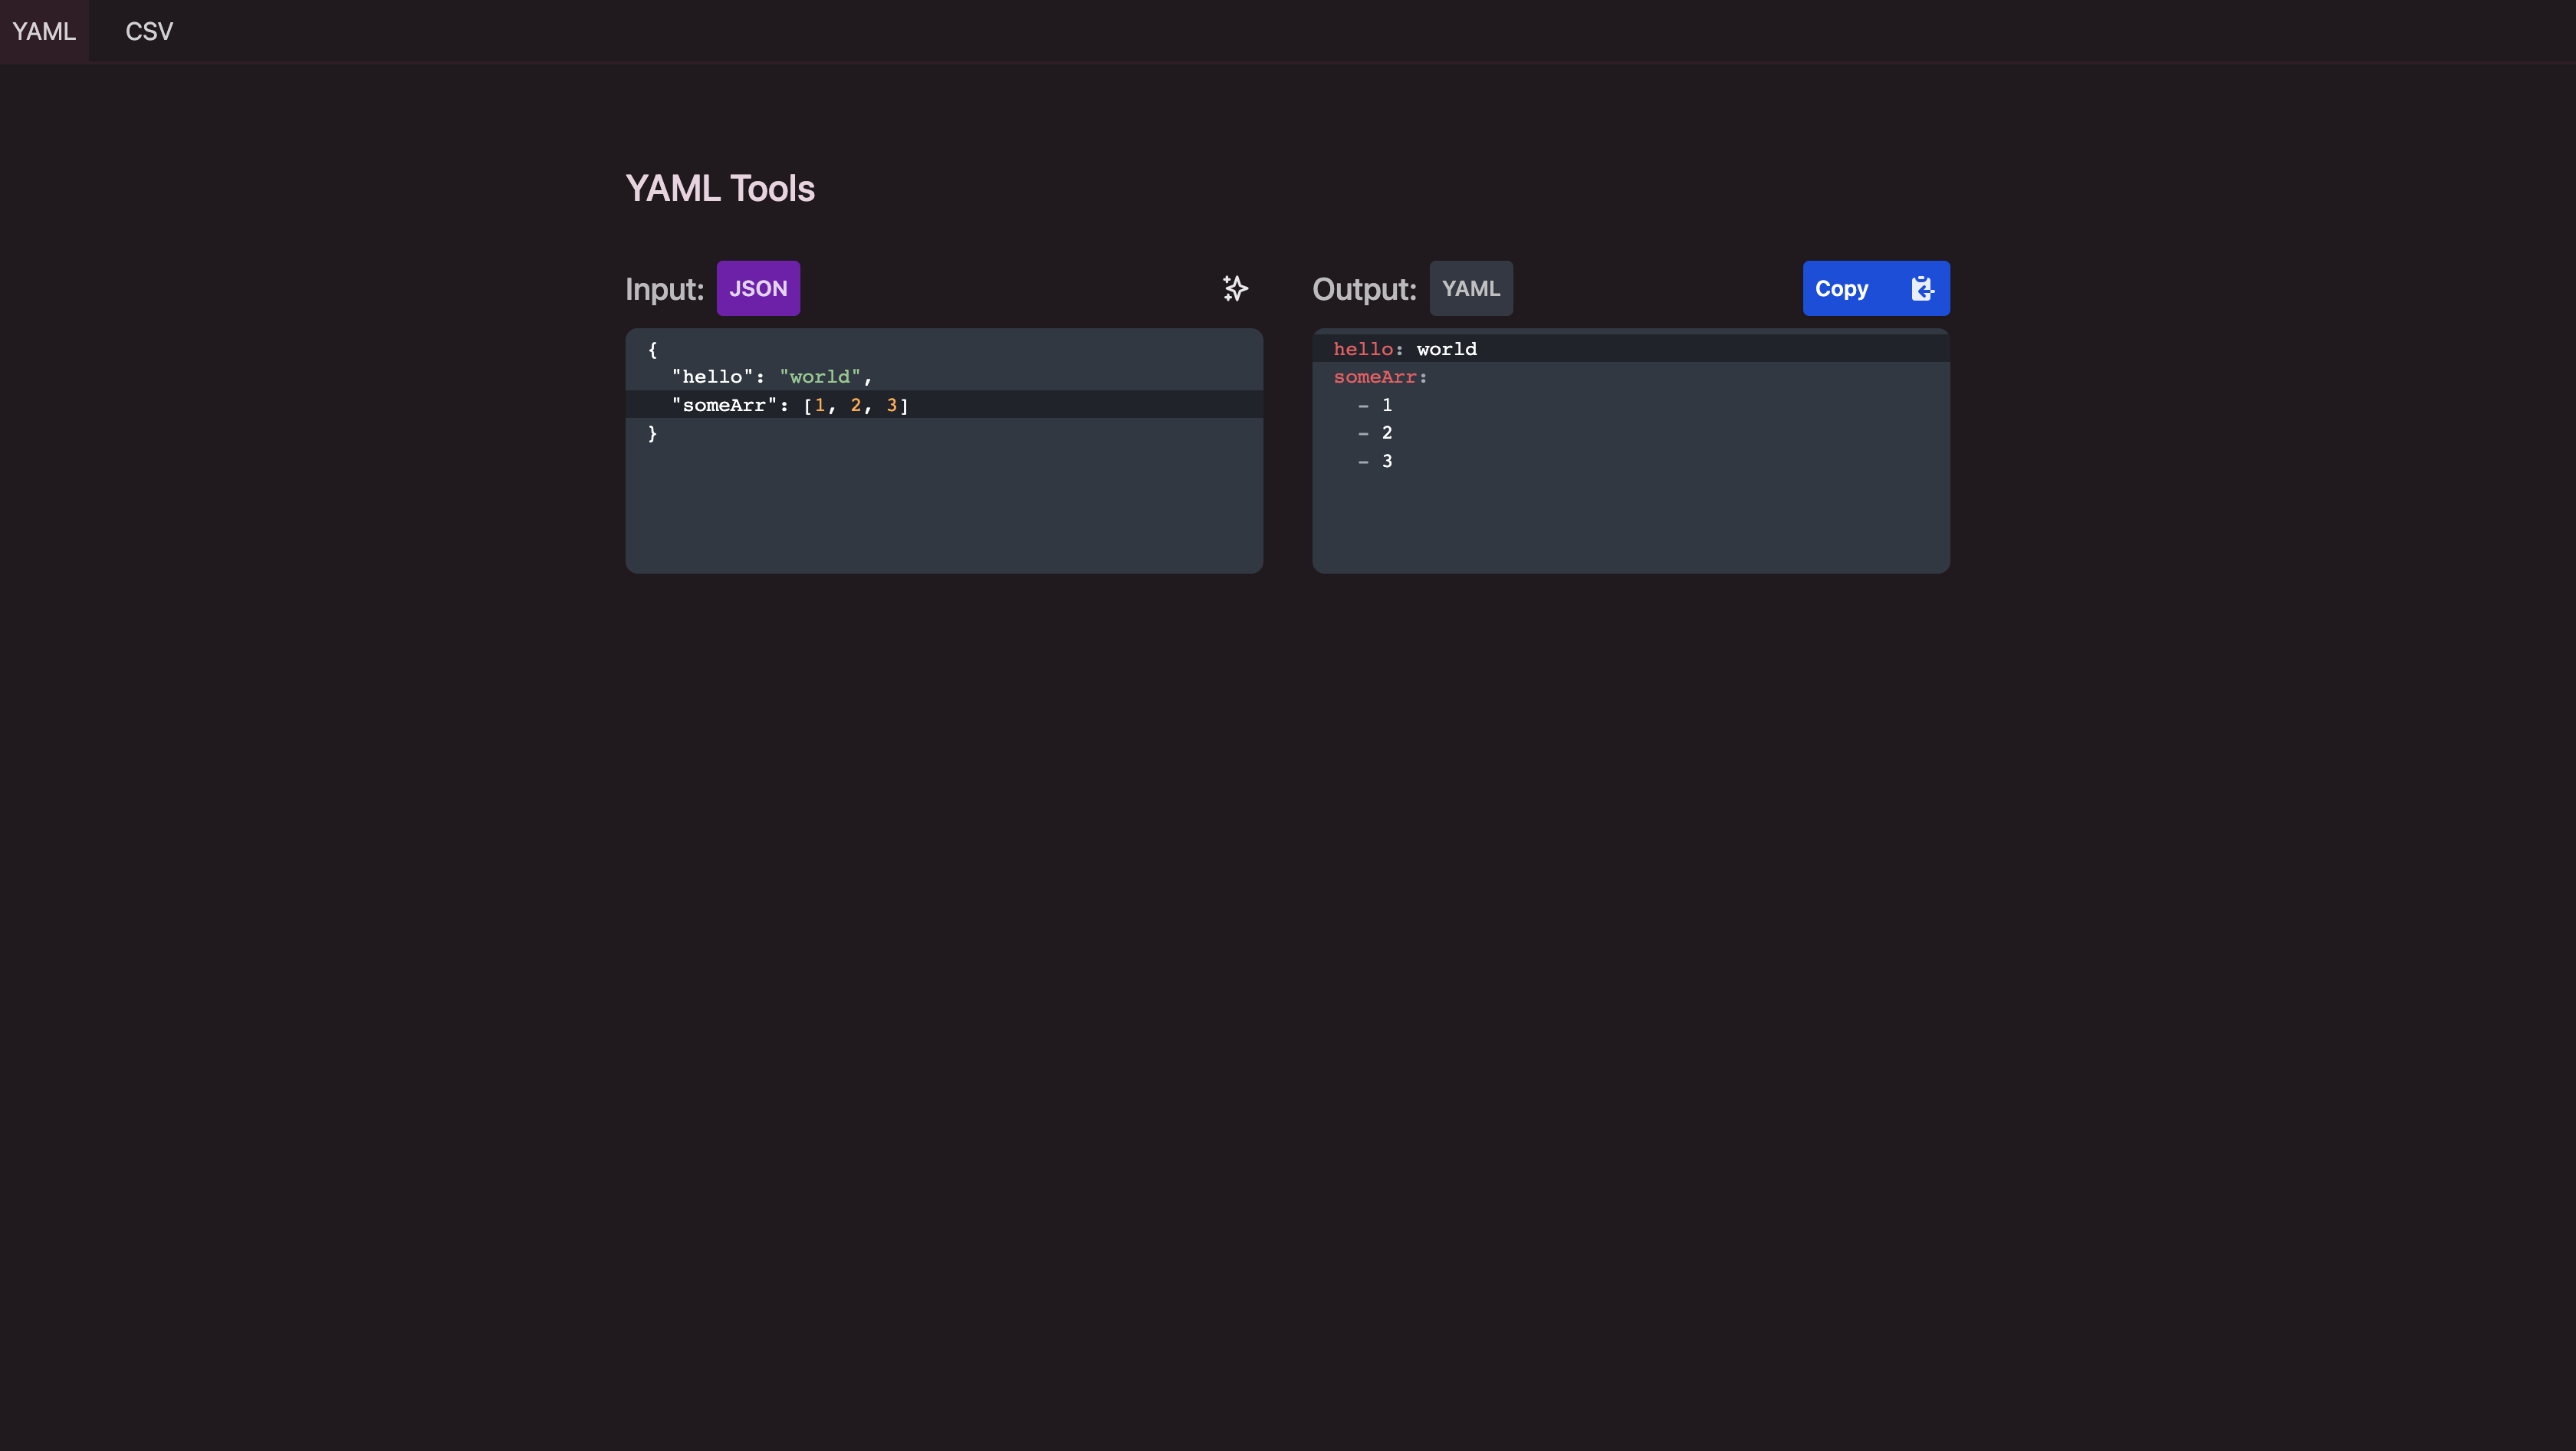 YAML CSV
YAML Tools
Input: JSON
{
  "hello": "world",
  "someArr": [1, 2, 3]
}
Output: YAML Copy
hello: world
someArr:
  - 1
  - 2
  - 3